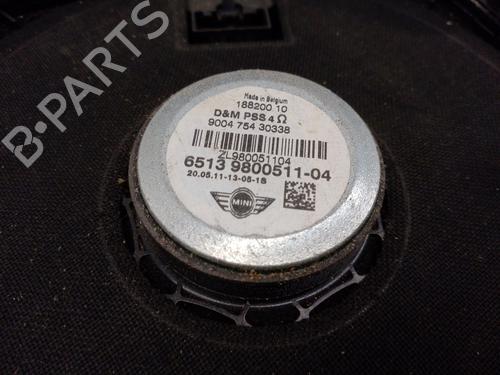 Made in Belgium
188200 10
D&M PSS 4 Ω
9004 754 30338
ZL980051104
6513 9800511-04
20.05.11-13-05-18
MINI
B-PARTS